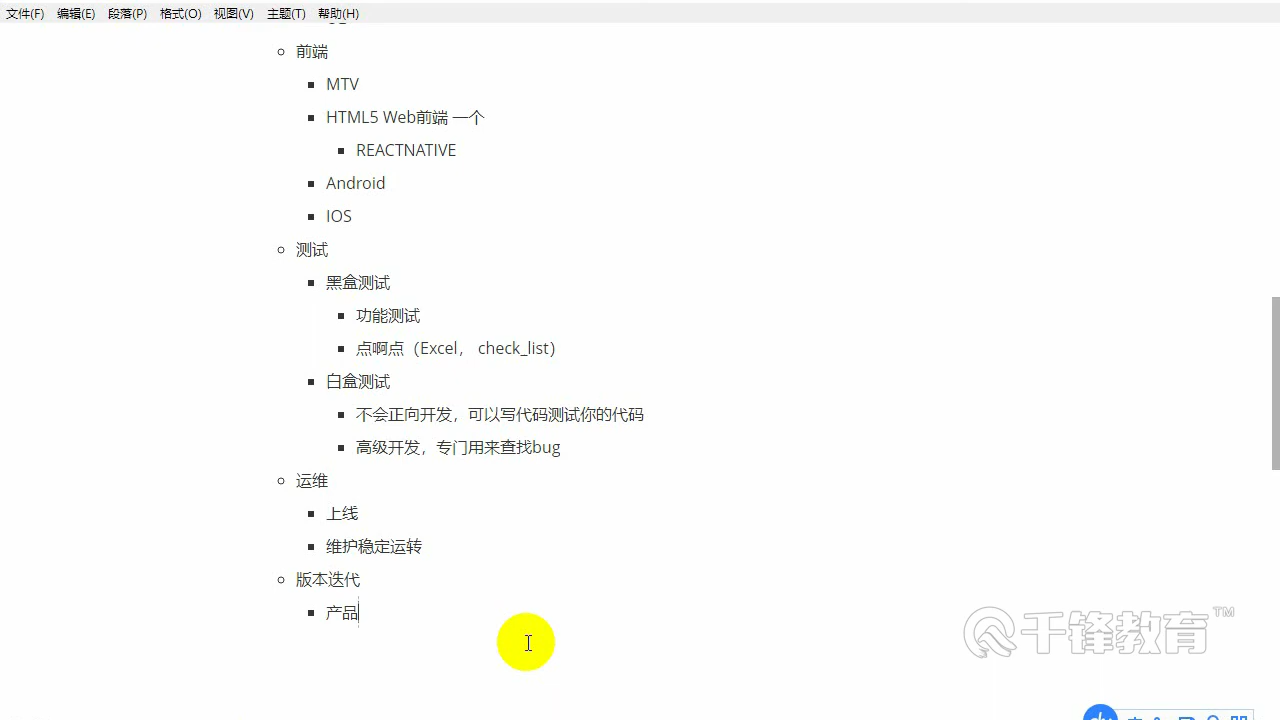 文件(F) 编辑(E) 段落(P) 格式(O) 视图(V) 主题(T) 帮助(H)
前端
MTV
HTML5 Web前端 一个
REACTNATIVE
Android
IOS
测试
黑盒测试
功能测试
点啊点（Excel， check_list）
白盒测试
不会正向开发，可以写代码测试你的代码
高级开发，专门用来查找bug
运维
上线
维护稳定运转
版本迭代
产品
千锋教育™